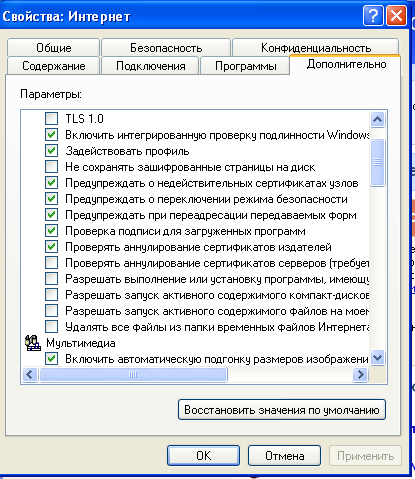 Свойства: Интернет
Общие
Безопасность
Конфиденциальность
Содержание
Подключения
Программы
Дополнительно
Параметры:
TLS 1.0
Включить интегрированную проверку подлинности Windows
Задействовать профиль
Не сохранять зашифрованные страницы на диск
Предупреждать о недействительных сертификатах узлов
Предупреждать о переключении режима безопасности
Предупреждать при переадресации передаваемых форм
Проверка подписи для загруженных программ
Проверять аннулирование сертификатов издателей
Проверять аннулирование сертификатов серверов (требует
Разрешать выполнение или установку программы, имеющу
Разрешать запуск активного содержимого компакт-дисков
Разрешать запуск активного содержимого файлов на моем
Удалять все файлы из папки временных файлов Интернета
Мультимедиа
Включить автоматическую подгонку размеров изображени
Восстановить значения по умолчанию
OK
Отмена
Применить